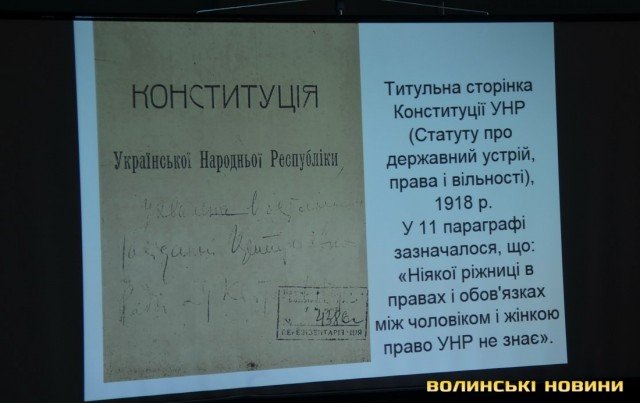 КОНСТИТУЦІЯ
Української Народньої Республіки
Ухвалена
Титульна сторінка
Конституції УНР
(Статуту про
державний устрій,
права і вільності),
1918 р.
У 11 параграфі
зазначалося, що:
«Ніякої ріжниці в
правах і обов'язках
між чоловіком і жінкою
право УНР не знає».
ВОЛИНСЬКІ НОВИНИ